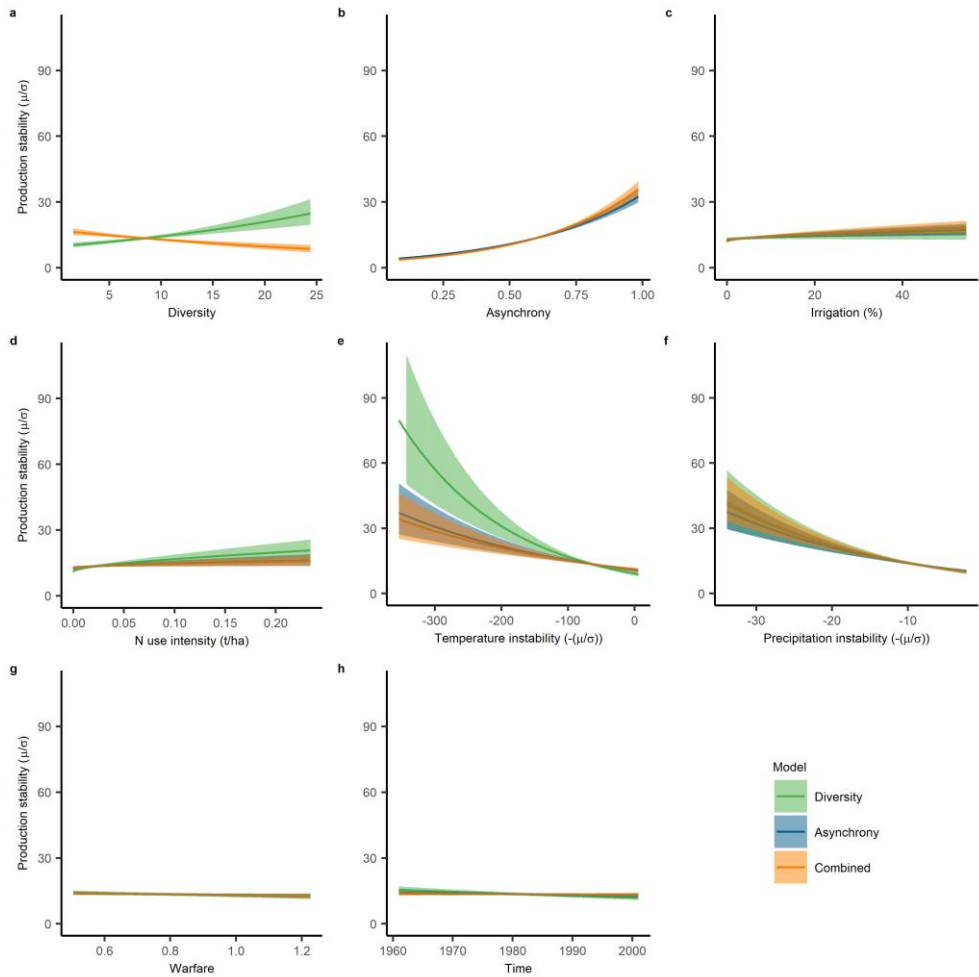 a
Production stability (μ/σ)
90
60
30
0
5 10 15 20 25
Diversity
b
90
60
30
0
0.25 0.50 0.75 1.00
Asynchrony
c
90
60
30
0
0 20 40
Irrigation (%)
d
Production stability (μ/σ)
90
60
30
0
0.00 0.05 0.10 0.15 0.20
N use intensity (t/ha)
e
90
60
30
0
-300 -200 -100 0
Temperature instability (-(μ/σ))
f
90
60
30
0
-30 -20 -10
Precipitation instability (-(μ/σ))
g
Production stability (μ/σ)
90
60
30
0
0.6 0.8 1.0 1.2
Warfare
h
90
60
30
0
1960 1970 1980 1990 2000
Time
Model
Diversity
Asynchrony
Combined